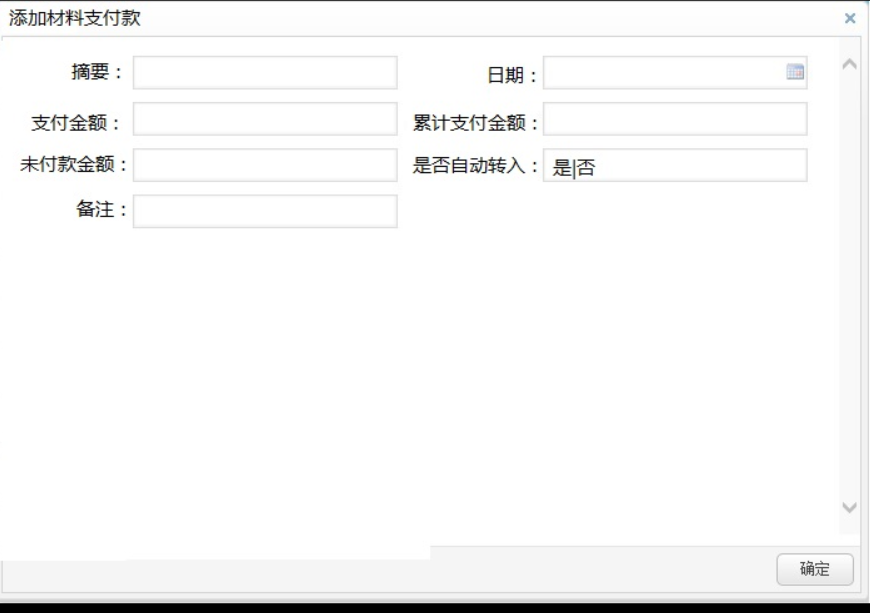 添加材料支付款
摘要：
日期：
支付金额：
累计支付金额：
未付款金额：
是否自动转入：
是|否
备注：
确定